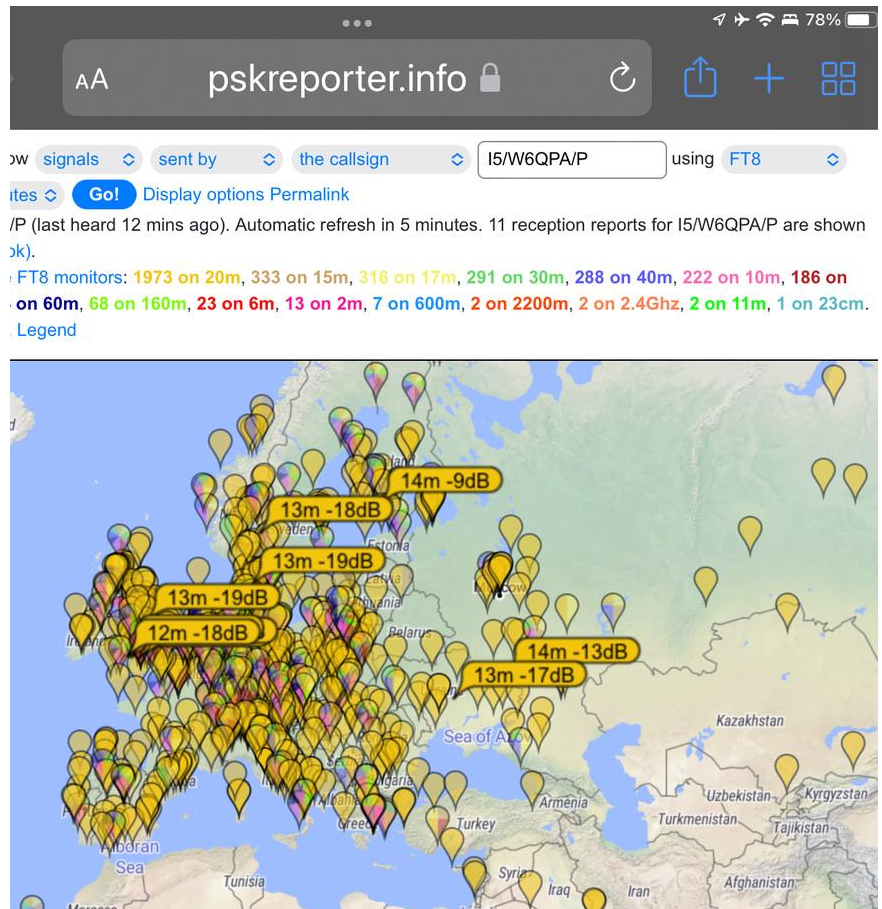 78%
AA pskreporter.info
ow signals sent by the callsign I5/W6QPA/P using FT8
utes Go! Display options Permalink
/P (last heard 12 mins ago). Automatic refresh in 5 minutes. 11 reception reports for I5/W6QPA/P are shown
ok).
FT8 monitors: 1973 on 20m, 333 on 15m, 316 on 17m, 291 on 30m, 288 on 40m, 222 on 10m, 186 on
on 60m, 68 on 160m, 23 on 6m, 13 on 2m, 7 on 600m, 2 on 2200m, 2 on 2.4Ghz, 2 on 11m, 1 on 23cm.
Legend
14m -9dB
13m -18dB
Estonia
13m -19dB
Latvia
13m -19dB
12m -18dB
Belarus
14m -13dB
13m -17dB
Kazakhstan
Sea of Azov
Uzbekistan
Kyrgyzstan
Armenia
Turkmenistan
Turkey
Tajikistan
Alboran
Sea
Syria
Tunisia
Iraq
Iran
Afghanistan